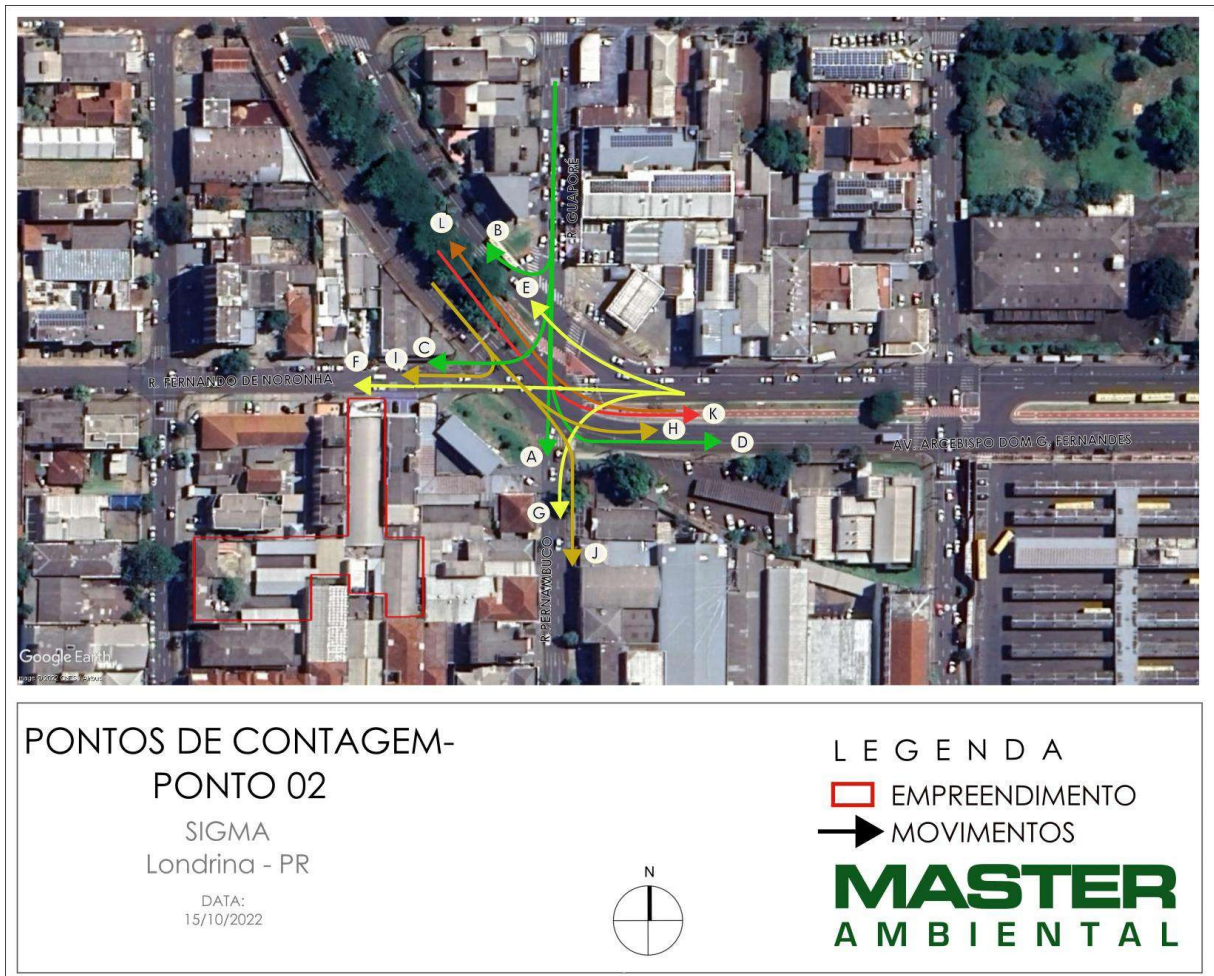 R. GUAPORÉ
L
B
E
F
I
C
R. FERNANDO DE NORONHA
K
H
D
A
AV. ARCEBISPO DOM G, FERNANDES
G
J
R PERNAMBUCO
Google Earth
PONTOS DE CONTAGEM-
PONTO 02
SIGMA
Londrina - PR
DATA:
15/10/2022
N
L E G E N D A
EMPREENDIMENTO
MOVIMENTOS
MASTER
AMBIENTAL